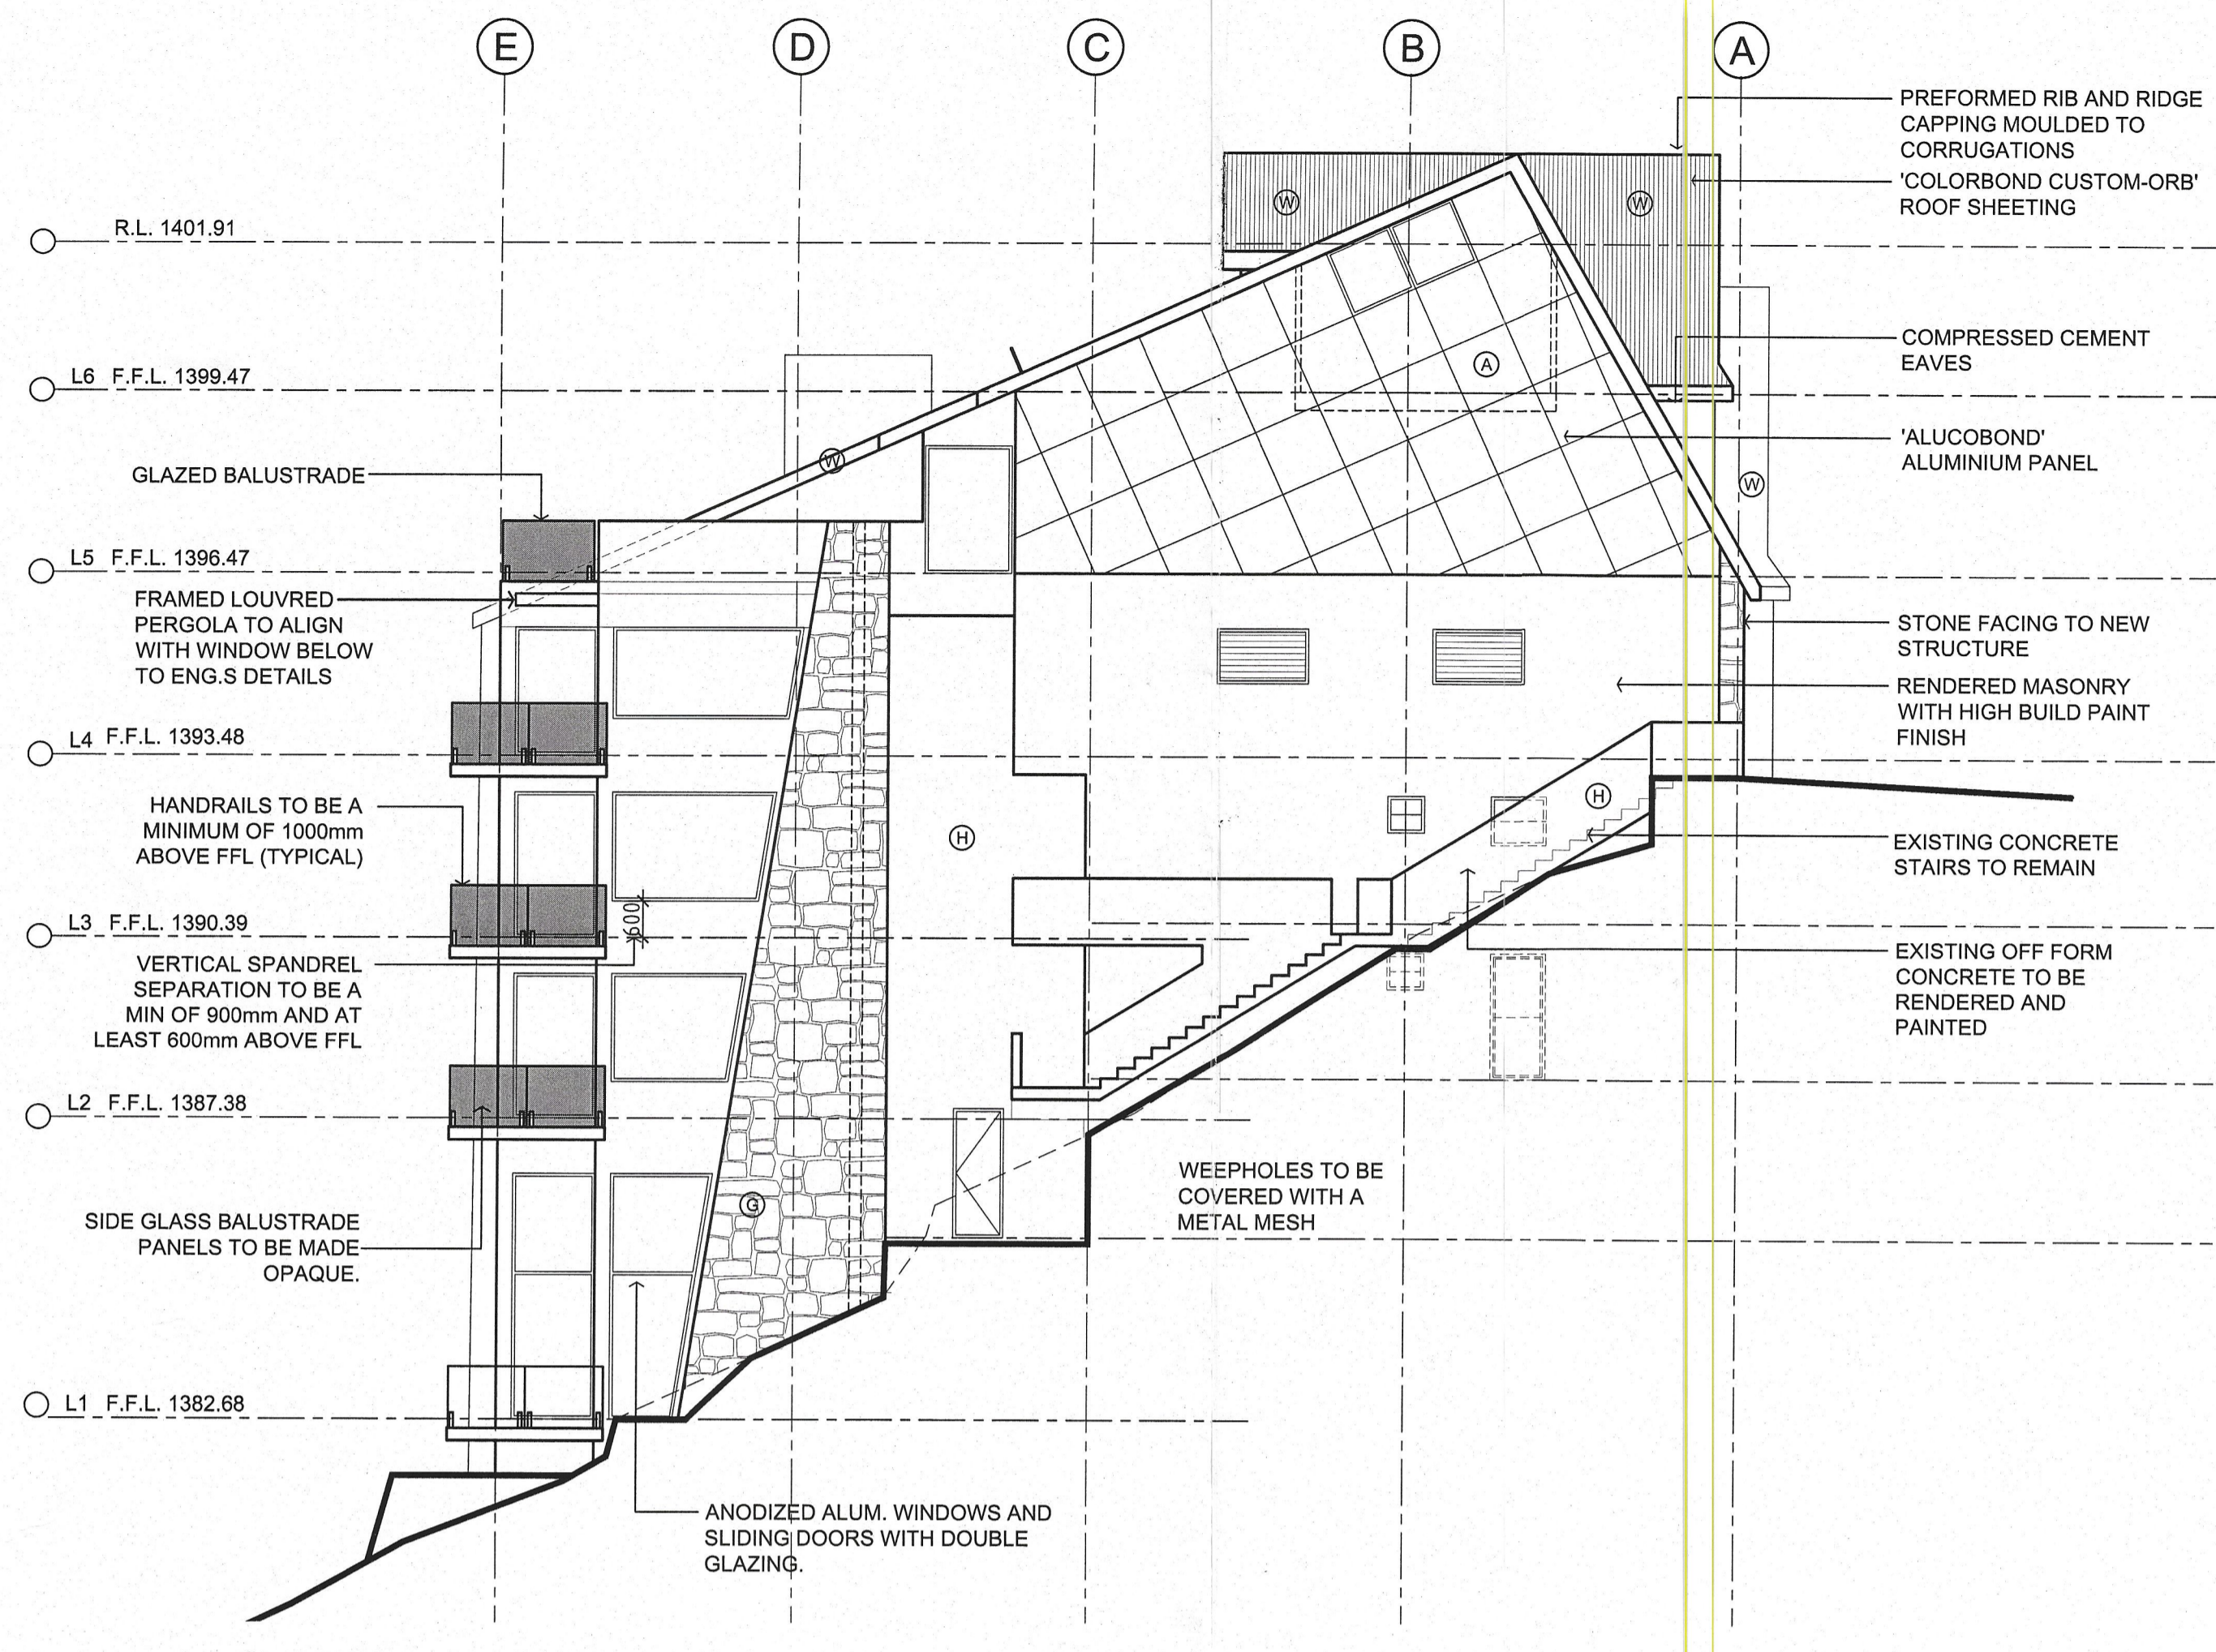 E
D
C
B
A
PREFORMED RIB AND RIDGE
CAPPING MOULDED TO
CORRUGATIONS
'COLORBOND CUSTOM-ORB'
ROOF SHEETING
W
W
R.L. 1401.91
COMPRESSED CEMENT
EAVES
A
L6 F.F.L. 1399.47
'ALUCOBOND'
ALUMINIUM PANEL
W
W
GLAZED BALUSTRADE
L5 F.F.L. 1396.47
FRAMED LOUVRED
PERGOLA TO ALIGN
WITH WINDOW BELOW
TO ENG.S DETAILS
STONE FACING TO NEW
STRUCTURE
RENDERED MASONRY
WITH HIGH BUILD PAINT
FINISH
L4 F.F.L. 1393.48
H
HANDRAILS TO BE A
MINIMUM OF 1000mm
ABOVE FFL (TYPICAL)
H
EXISTING CONCRETE
STAIRS TO REMAIN
L3 F.F.L. 1390.39
600
VERTICAL SPANDREL
SEPARATION TO BE A
MIN OF 900mm AND AT
LEAST 600mm ABOVE FFL
EXISTING OFF FORM
CONCRETE TO BE
RENDERED AND
PAINTED
L2 F.F.L. 1387.38
WEEPHOLES TO BE
COVERED WITH A
METAL MESH
G
SIDE GLASS BALUSTRADE
PANELS TO BE MADE
OPAQUE.
L1 F.F.L. 1382.68
ANODIZED ALUM. WINDOWS AND
SLIDING DOORS WITH DOUBLE
GLAZING.